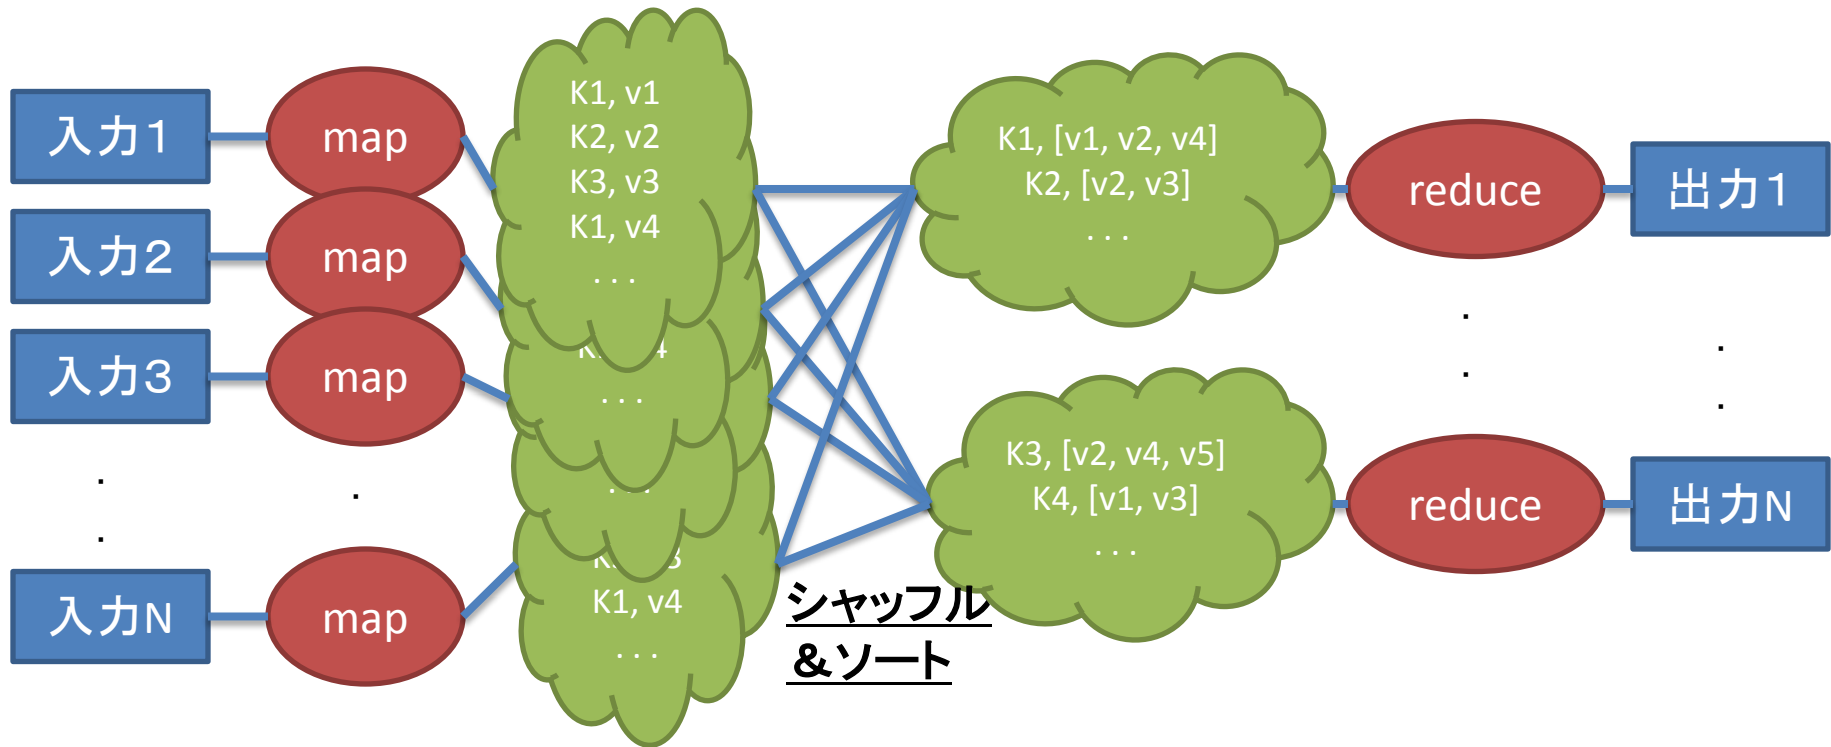 入力１
入力２
入力３
.
.
入力N
map
map
map
.
map
K1, v1
K2, v2
K3, v3
K1, v4
. . .
. . .
. . .
K1, v4
. . .
シャッフル
＆ソート
K1, [v1, v2, v4]
K2, [v2, v3]
. . .
K3, [v2, v4, v5]
K4, [v1, v3]
. . .
reduce
.
.
reduce
出力１
.
.
出力N